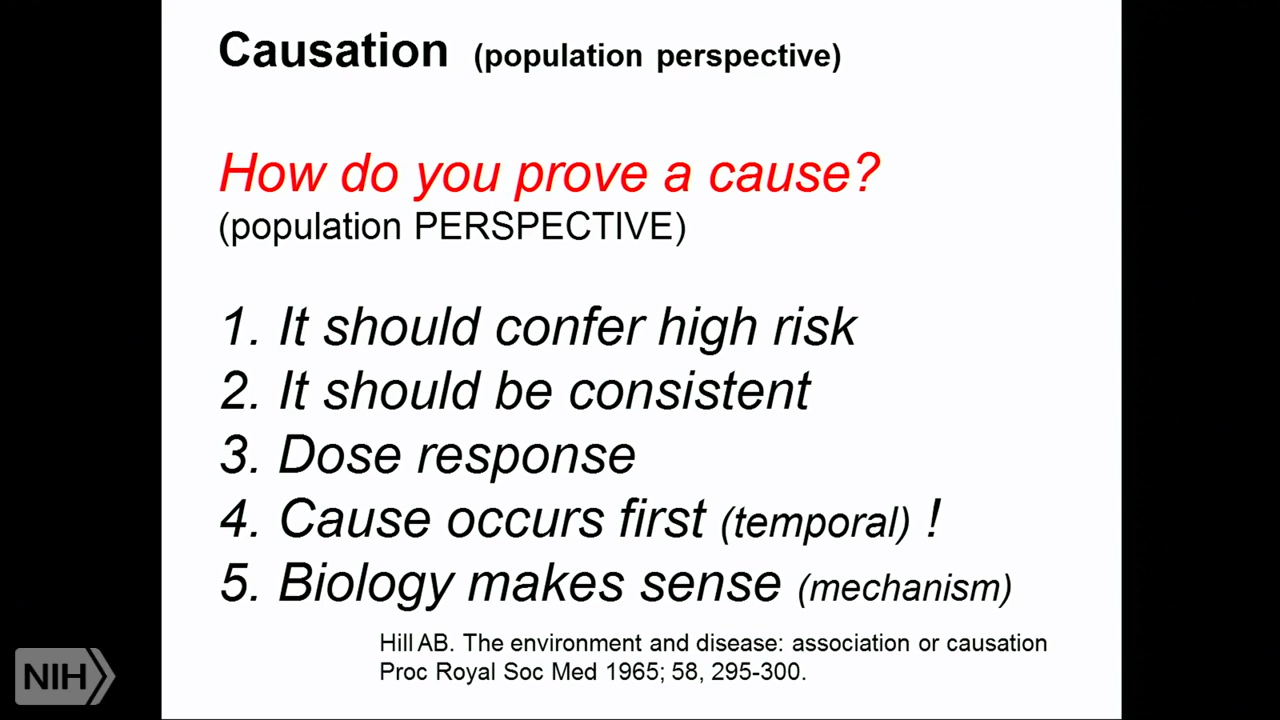 Causation (population perspective)
How do you prove a cause?
(population PERSPECTIVE)
1. It should confer high risk
2. It should be consistent
3. Dose response
4. Cause occurs first (temporal) !
5. Biology makes sense (mechanism)
Hill AB. The environment and disease: association or causation
Proc Royal Soc Med 1965; 58, 295-300.
NIH